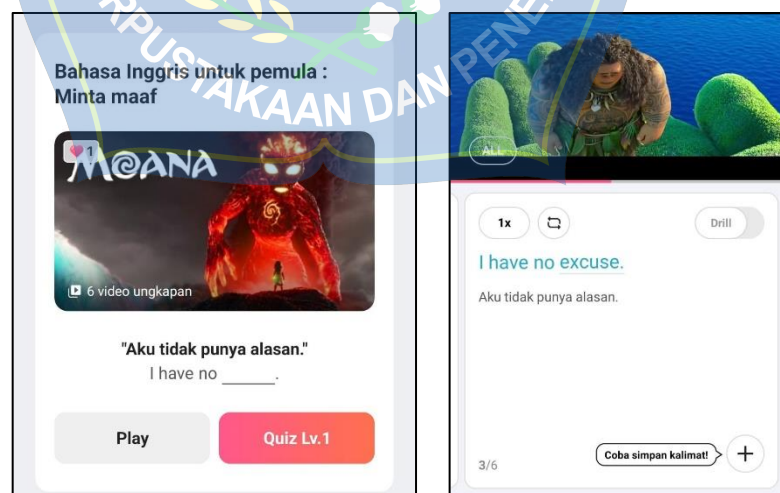 Bahasa Inggris untuk pemula :
Minta maaf
1
MOANA
6 video ungkapan
"Aku tidak punya alasan."
I have no ______.
Play
Quiz Lv.1
ALL
1x
Drill
I have no excuse.
Aku tidak punya alasan.
3/6
Coba simpan kalimat!
+